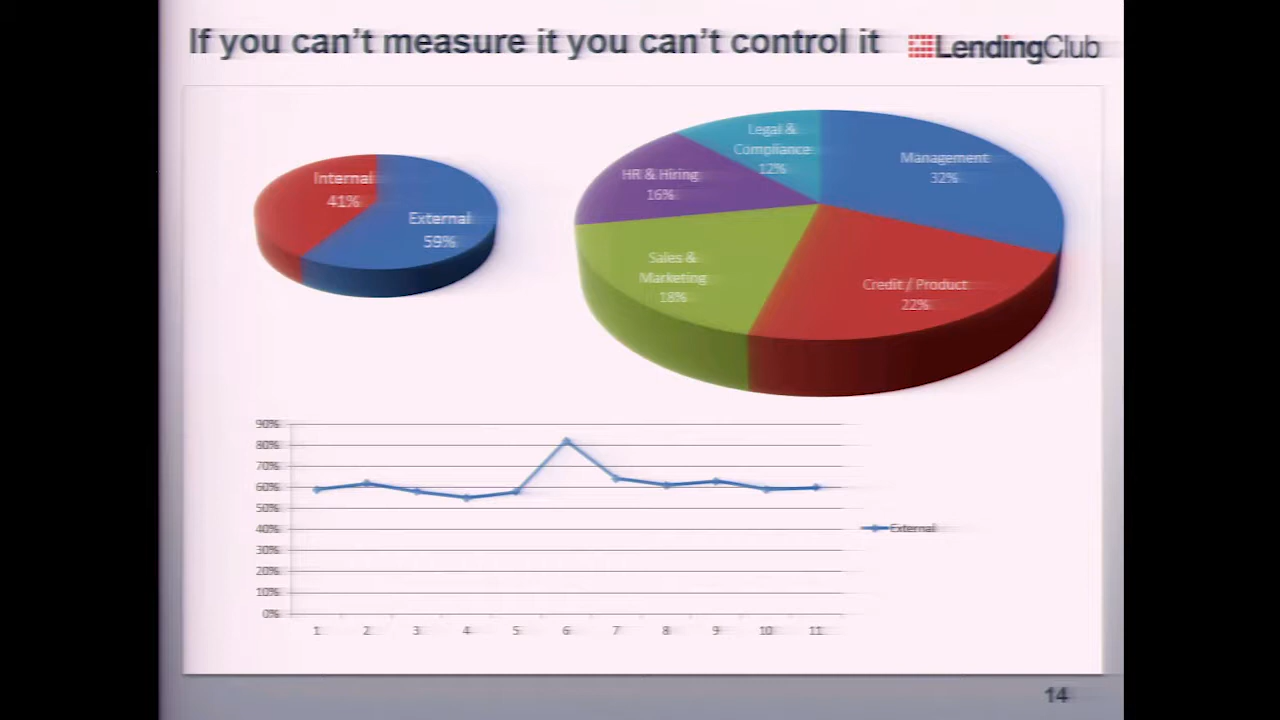 If you can't measure it you can't control it
LendingClub
Internal
41%
External
59%
Legal &
Compliance
12%
Management
32%
HR & Hiring
16%
Sales &
Marketing
18%
Credit / Product
22%
90%
80%
70%
60%
50%
40%
30%
20%
10%
0%
1 2 3 4 5 6 7 8 9 10 11
External
14